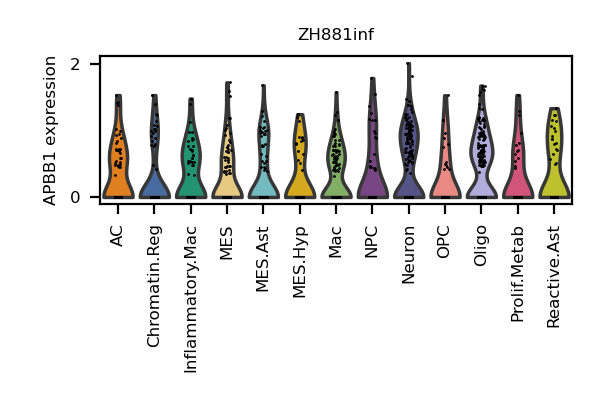 ZH881inf
APBB1 expression
2
0
AC
Chromatin.Reg
Inflammatory.Mac
MES
MES.Ast
MES.Hyp
Mac
NPC
Neuron
OPC
Oligo
Prolif.Metab
Reactive.Ast